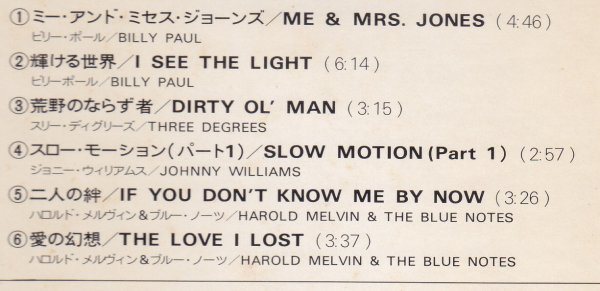 ①ミー・アンド・ミセス・ジョーンズ/ME & MRS. JONES (4:46)
ビリー・ポール/BILLY PAUL
②輝ける世界/I SEE THE LIGHT (6:14)
ビリーポール/BILLY PAUL
③荒野のならず者/DIRTY OL' MAN (3:15)
スリー・ディグリーズ/THREE DEGREES
④スロー・モーション(パート1)/SLOW MOTION (Part 1) (2:57)
ジョニー・ウィリアムス/JOHNNY WILLIAMS
⑤二人の絆/IF YOU DON'T KNOW ME BY NOW (3:26)
ハロルド・メルヴィン&ブルー・ノーツ/HAROLD MELVIN & THE BLUE NOTES
⑥愛の幻想/THE LOVE I LOST (3:37)
ハロルド・メルヴィン&ブルー・ノーツ/HAROLD MELVIN & THE BLUE NOTES